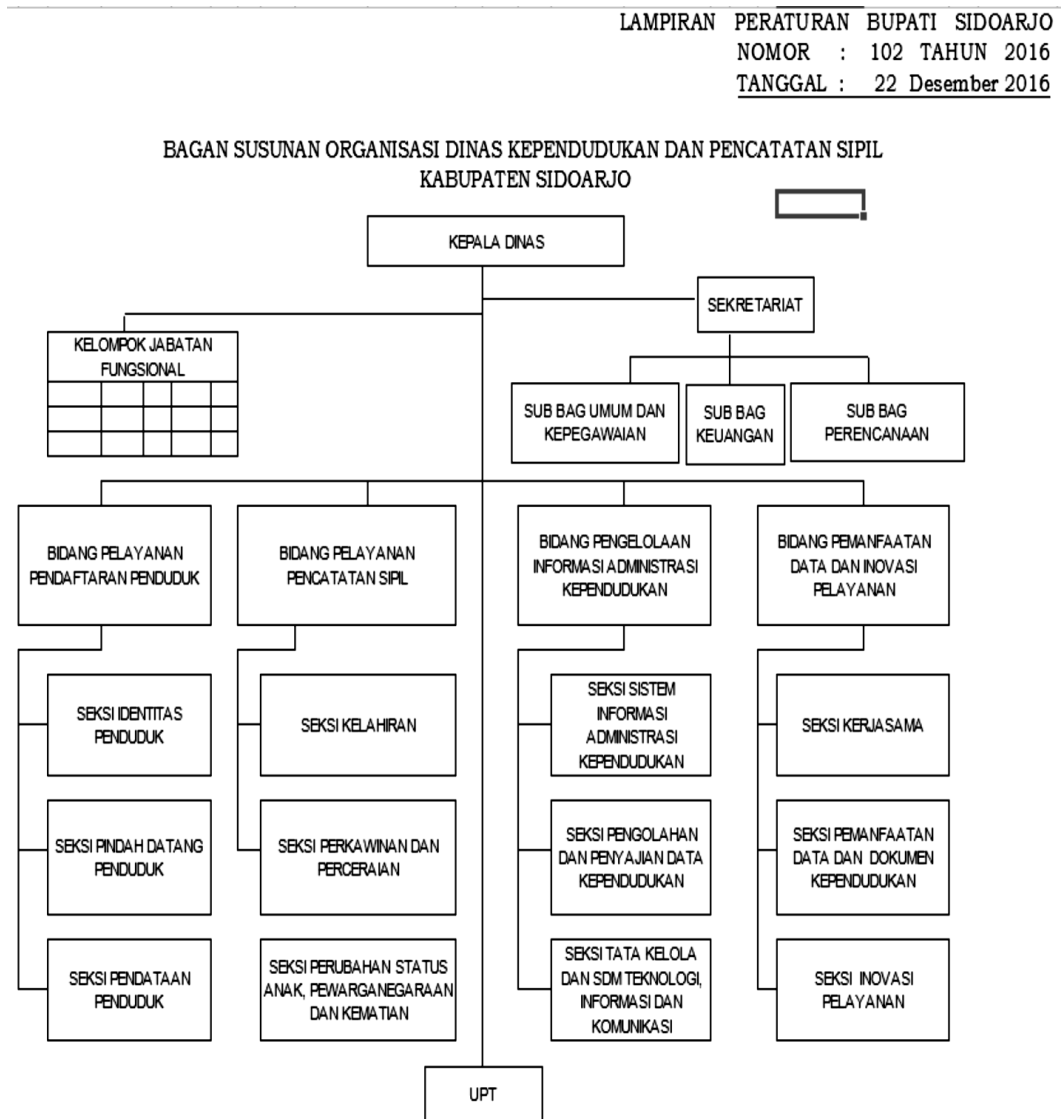 LAMPIRAN PERATURAN BUPATI SIDOARJO
NOMOR : 102 TAHUN 2016
TANGGAL : 22 Desember 2016
BAGAN SUSUNAN ORGANISASI DINAS KEPENDUDUKAN DAN PENCATATAN SIPIL
KABUPATEN SIDOARJO
KEPALA DINAS
SEKRETARIAT
KELOMPOK JABATAN
FUNGSIONAL
SUB BAG UMUM DAN
KEPEGAWAIAN
SUB BAG
KEUANGAN
SUB BAG
PERENCANAAN
BIDANG PELAYANAN
PENDAFTARAN PENDUDUK
BIDANG PELAYANAN
PENCATATAN SIPIL
BIDANG PENGELOLAAN
INFORMASI ADMINISTRASI
KEPENDUDUKAN
BIDANG PEMANFAATAN
DATA DAN INOVASI
PELAYANAN
SEKSI IDENTITAS
PENDUDUK
SEKSI KELAHIRAN
SEKSI SISTEM
INFORMASI
ADMINISTRASI
KEPENDUDUKAN
SEKSI KERJASAMA
SEKSI PINDAH DATANG
PENDUDUK
SEKSI PERKAWINAN DAN
PERCERAIAN
SEKSI PENGOLAHAN
DAN PENYAJIAN DATA
KEPENDUDUKAN
SEKSI PEMANFAATAN
DATA DAN DOKUMEN
KEPENDUDUKAN
SEKSI PENDATAAN
PENDUDUK
SEKSI PERUBAHAN STATUS
ANAK, PEWARGANEGARAAN
DAN KEMATIAN
SEKSI TATA KELOLA
DAN SDM TEKNOLOGI,
INFORMASI DAN
KOMUNIKASI
SEKSI INOVASI
PELAYANAN
UPT